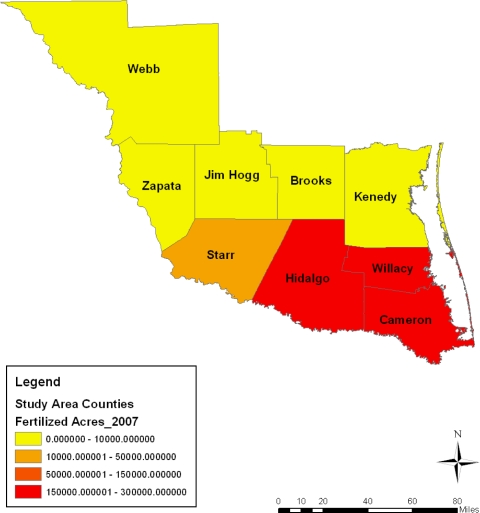 Webb
Zapata
Jim Hogg
Brooks
Kenedy
Starr
Hidalgo
Willacy
Cameron
Legend
Study Area Counties
Fertilized Acres_2007
0.000000 - 10000.000000
10000.000001 - 50000.000000
50000.000001 - 150000.000000
150000.000001 - 300000.000000
N
0 10 20 40 60 80
Miles